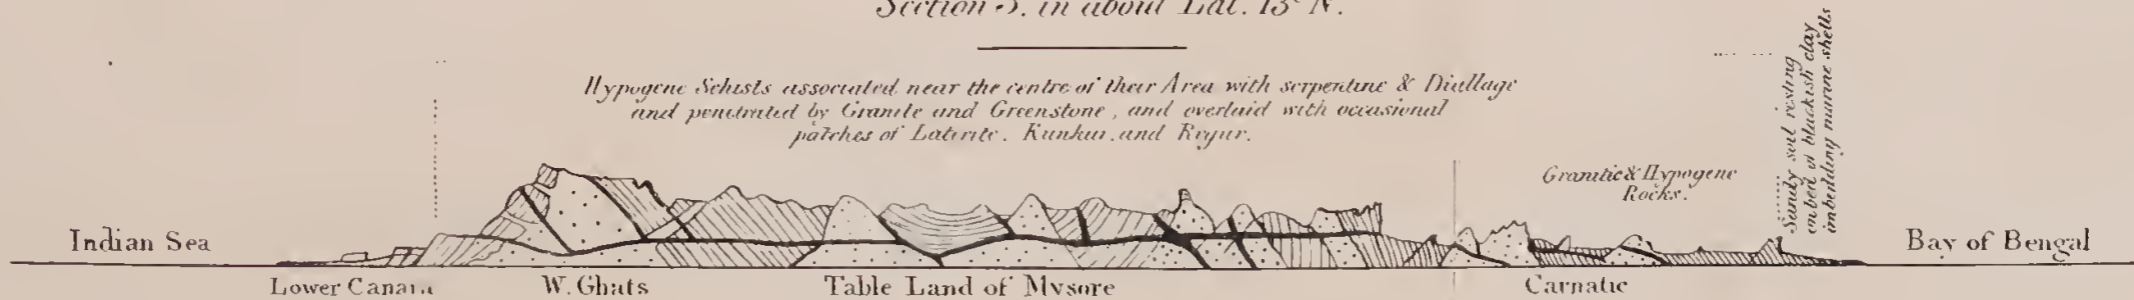 Section 3. in about Lat. 13° N.
Hypogene Schists associated near the centre of their Area with serpentine & Diallage
and penetrated by Granite and Greenstone, and overlaid with occasional
patches of Laterite. Kunkur. and Regur.
Granitic & Hypogene
Rocks.
Sandy soil resting
on bed of blackish clay
imbedding marine shells
Indian Sea
Bay of Bengal
Lower Canara
W. Ghats
Table Land of Mysore
Carnatic